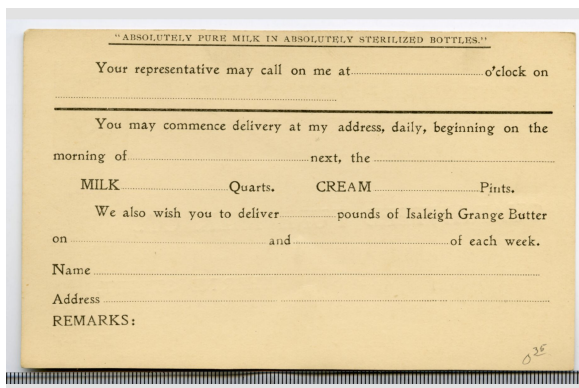 "ABSOLUTELY PURE MILK IN ABSOLUTELY STERILIZED BOTTLES."
Your representative may call on me at........................................o'clock on
................................................................................
You may commence delivery at my address, daily, beginning on the
morning of........................................next, the........................................
MILK..............................Quarts. CREAM..............................Pints.
We also wish you to deliver...............pounds of Isaleigh Grange Butter
on........................................and........................................of each week.
Name................................................................................
Address................................................................................
REMARKS: